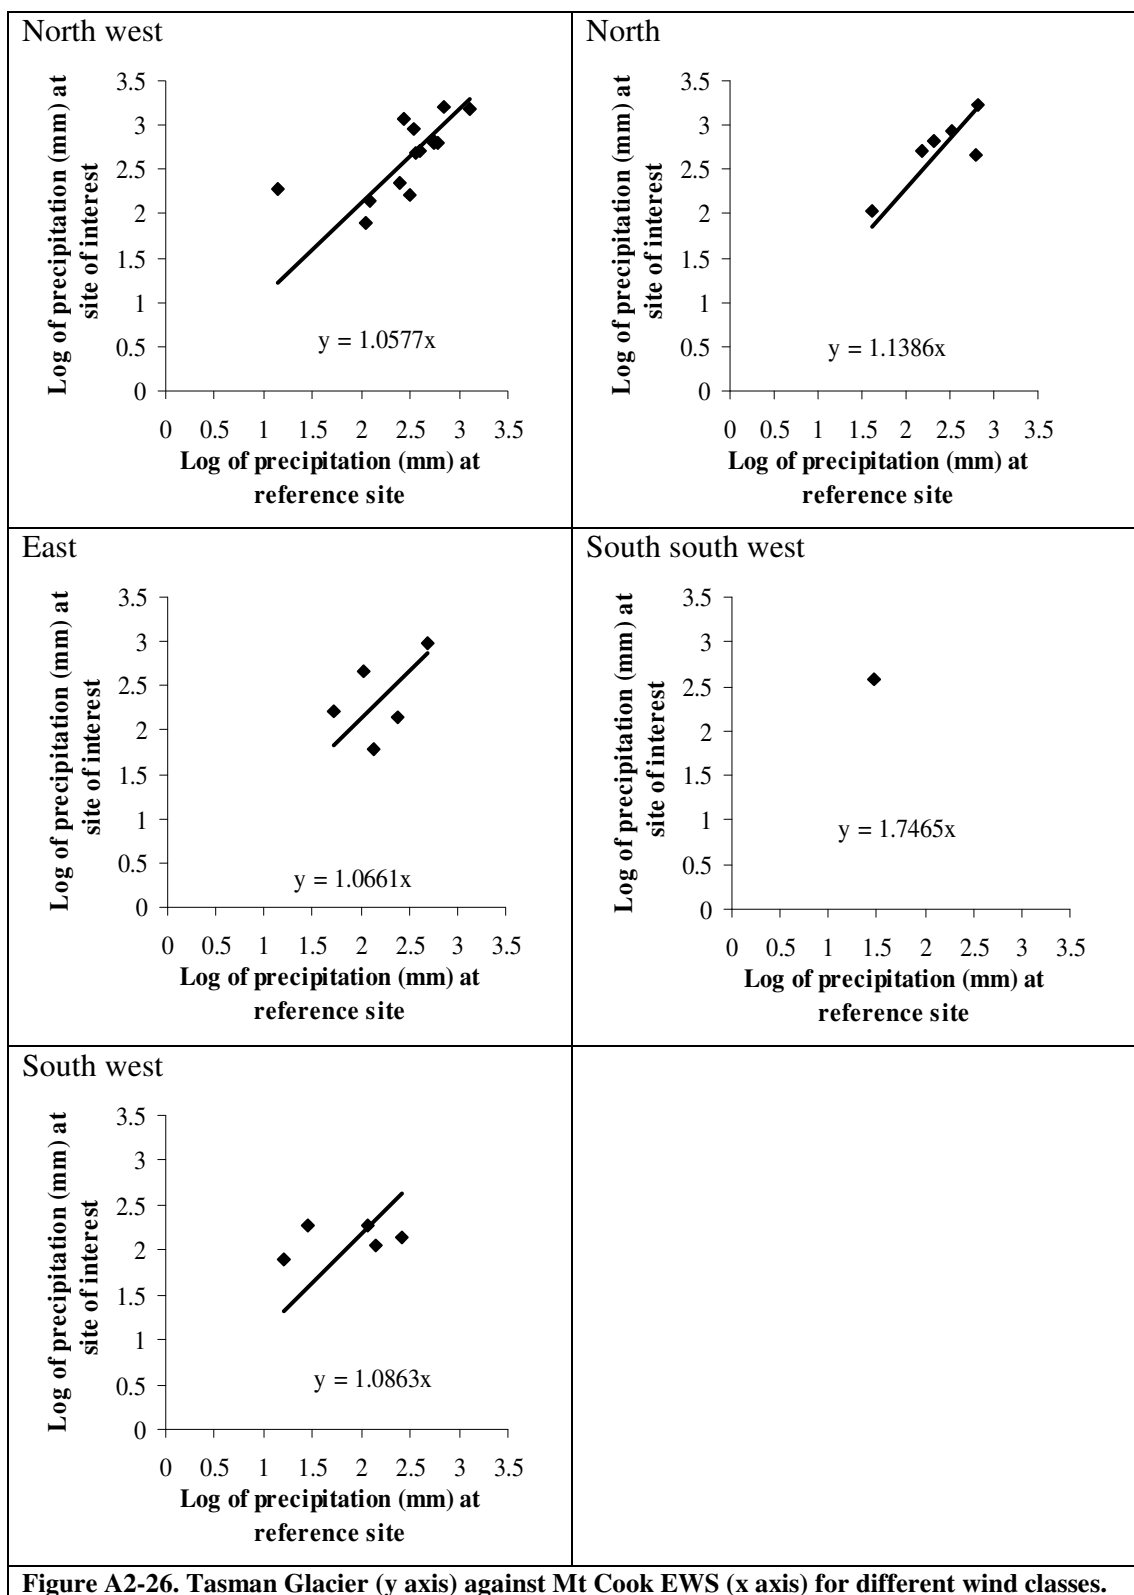 North west
Log of precipitation (mm) at
site of interest
3.5
3
2.5
2
1.5
1
0.5
0
y = 1.0577x
0 0.5 1 1.5 2 2.5 3 3.5
Log of precipitation (mm) at
reference site
North
Log of precipitation (mm) at
site of interest
3.5
3
2.5
2
1.5
1
0.5
0
y = 1.1386x
0 0.5 1 1.5 2 2.5 3 3.5
Log of precipitation (mm) at
reference site
East
Log of precipitation (mm) at
site of interest
3.5
3
2.5
2
1.5
1
0.5
0
y = 1.0661x
0 0.5 1 1.5 2 2.5 3 3.5
Log of precipitation (mm) at
reference site
South south west
Log of precipitation (mm) at
site of interest
3.5
3
2.5
2
1.5
1
0.5
0
y = 1.7465x
0 0.5 1 1.5 2 2.5 3 3.5
Log of precipitation (mm) at
reference site
South west
Log of precipitation (mm) at
site of interest
3.5
3
2.5
2
1.5
1
0.5
0
y = 1.0863x
0 0.5 1 1.5 2 2.5 3 3.5
Log of precipitation (mm) at
reference site
Figure A2-26. Tasman Glacier (y axis) against Mt Cook EWS (x axis) for different wind classes.